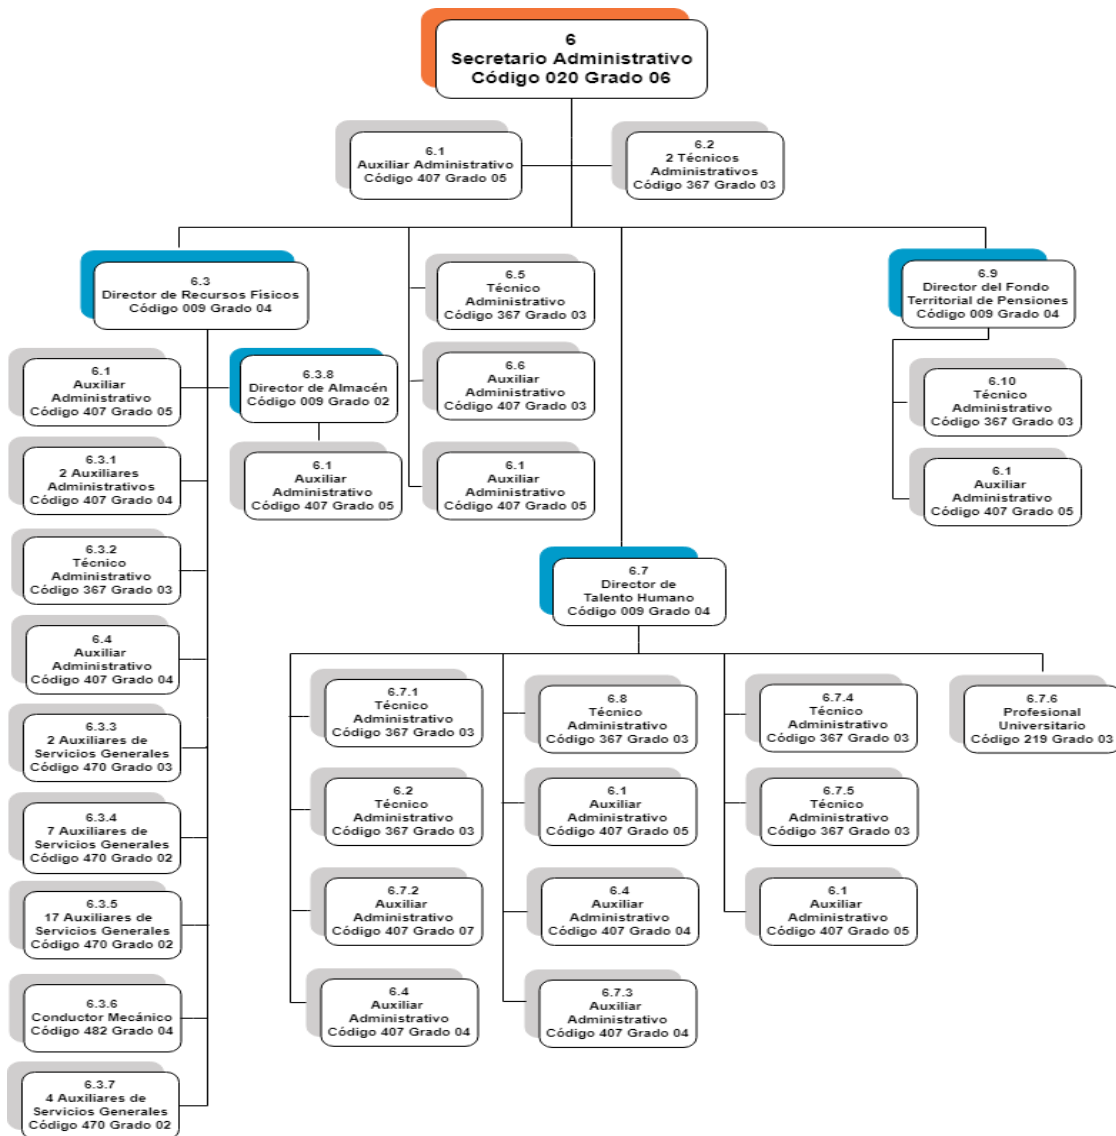 6
Secretario Administrativo
Código 020 Grado 06
6.1
Auxiliar Administrativo
Código 407 Grado 05
6.2
2 Técnicos
Administrativos
Código 367 Grado 03
6.3
Director de Recursos Físicos
Código 009 Grado 04
6.1
Auxiliar
Administrativo
Código 407 Grado 05
6.3.1
2 Auxiliares
Administrativos
Código 407 Grado 04
6.3.2
Técnico
Administrativo
Código 367 Grado 03
6.4
Auxiliar
Administrativo
Código 407 Grado 04
6.3.3
2 Auxiliares de
Servicios Generales
Código 470 Grado 03
6.3.4
7 Auxiliares de
Servicios Generales
Código 470 Grado 02
6.3.5
17 Auxiliares de
Servicios Generales
Código 470 Grado 02
6.3.6
Conductor Mecánico
Código 482 Grado 04
6.3.7
4 Auxiliares de
Servicios Generales
Código 470 Grado 02
6.3.8
Director de Almacén
Código 009 Grado 02
6.1
Auxiliar
Administrativo
Código 407 Grado 05
6.5
Técnico
Administrativo
Código 367 Grado 03
6.6
Auxiliar
Administrativo
Código 407 Grado 03
6.1
Auxiliar
Administrativo
Código 407 Grado 05
6.9
Director del Fondo
Territorial de Pensiones
Código 009 Grado 04
6.10
Técnico
Administrativo
Código 367 Grado 03
6.1
Auxiliar
Administrativo
Código 407 Grado 05
6.7
Director de
Talento Humano
Código 009 Grado 04
6.7.1
Técnico
Administrativo
Código 367 Grado 03
6.2
Técnico
Administrativo
Código 367 Grado 03
6.7.2
Auxiliar
Administrativo
Código 407 Grado 07
6.4
Auxiliar
Administrativo
Código 407 Grado 04
6.8
Técnico
Administrativo
Código 367 Grado 03
6.1
Auxiliar
Administrativo
Código 407 Grado 05
6.4
Auxiliar
Administrativo
Código 407 Grado 04
6.7.3
Auxiliar
Administrativo
Código 407 Grado 04
6.7.4
Técnico
Administrativo
Código 367 Grado 03
6.7.5
Técnico
Administrativo
Código 367 Grado 03
6.1
Auxiliar
Administrativo
Código 407 Grado 05
6.7.6
Profesional
Universitario
Código 219 Grado 03